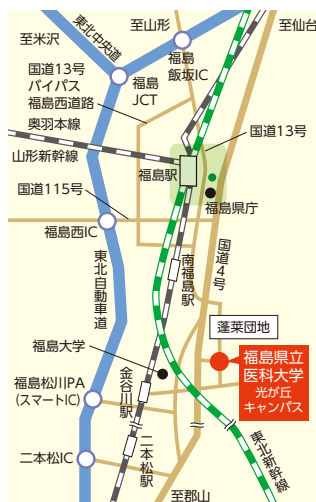 至米沢
東北中央道
至山形
至仙台
福島
飯坂IC
国道13号
バイパス
福島西道路
福島
JCT
奥羽本線
国道13号
山形新幹線
福島駅
国道115号
福島県庁
福島西IC
東北自動車道
南福島駅
国道4号
蓬莱団地
福島大学
福島県立
医科大学
光が丘
キャンパス
福島松川PA
(スマートIC)
金谷川駅
二本松駅
東北新幹線
二本松IC
至郡山